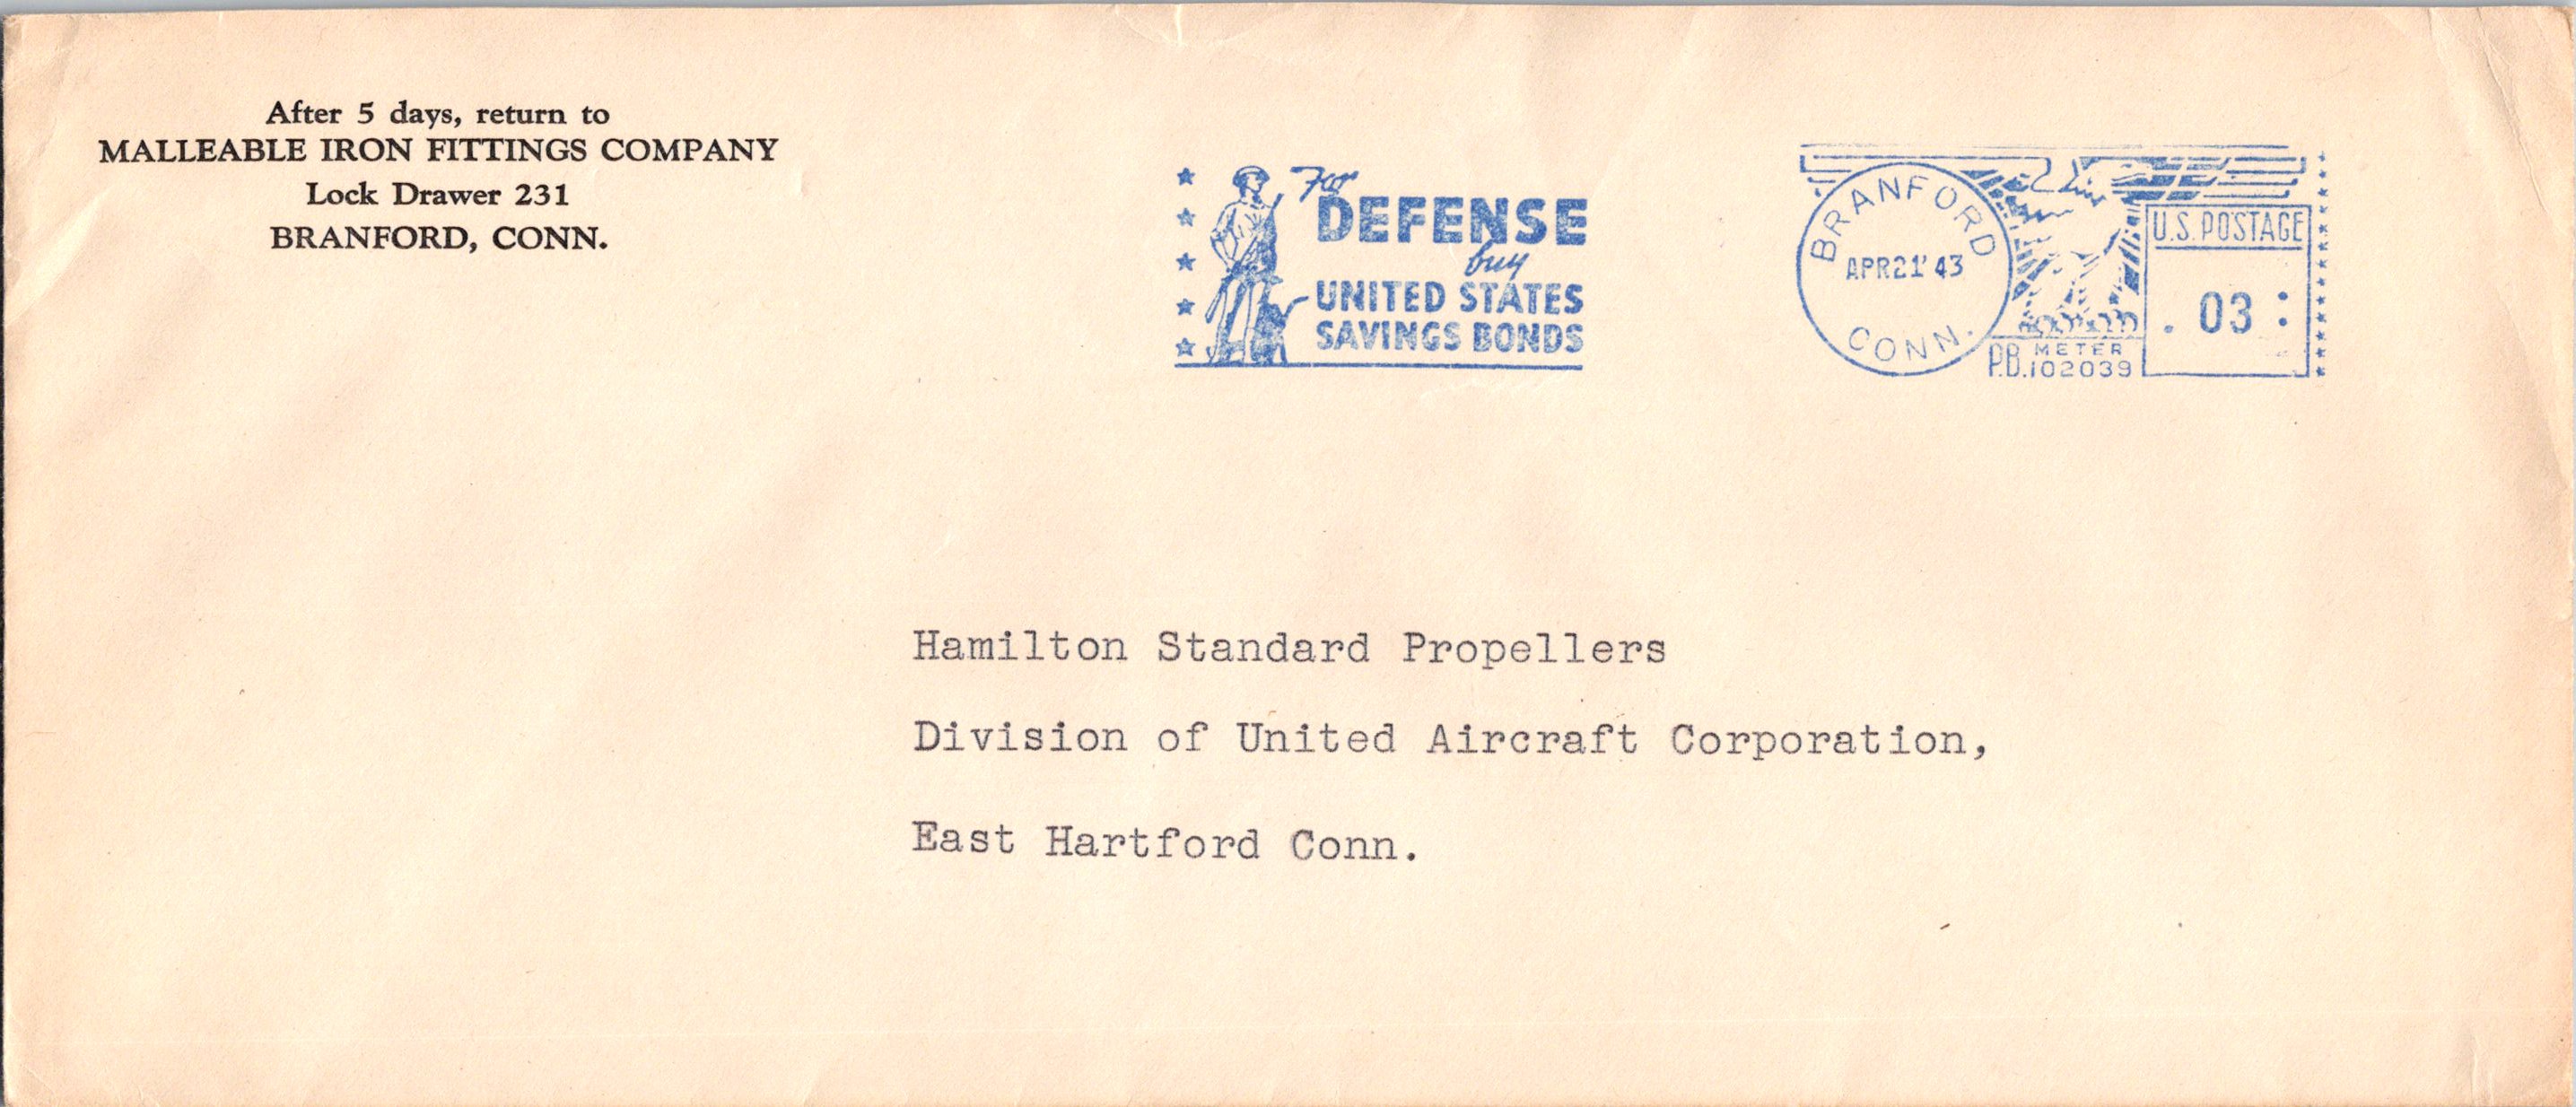 After 5 days, return to
MALLEABLE IRON FITTINGS COMPANY
Lock Drawer 231
BRANFORD, CONN.
For
DEFENSE
buy
UNITED STATES
SAVINGS BONDS
BRANFORD
APR21'43
CONN.
U.S. POSTAGE
.03:
P.B. METER
102039
Hamilton Standard Propellers
Division of United Aircraft Corporation,
East Hartford Conn.